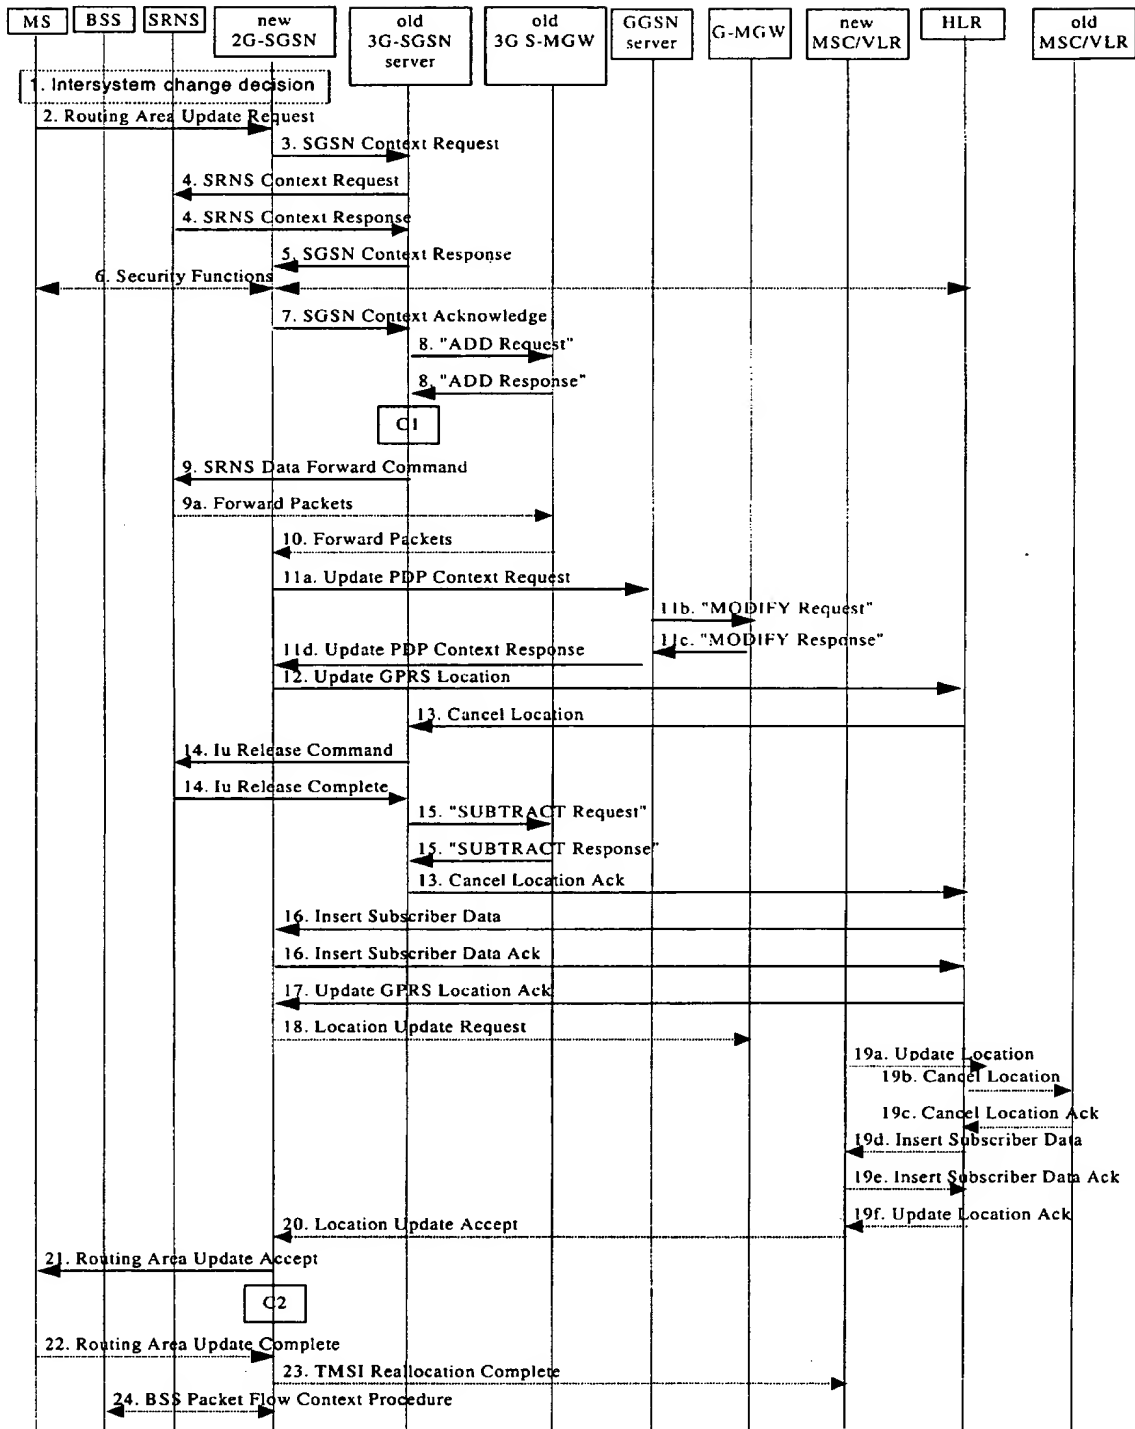 MS
BSS
SRNS
new
2G-SGSN
old
3G-SGSN
server
old
3G S-MGW
GGSN
server
G-MGW
new
MSC/VLR
HLR
old
MSC/VLR
1. Intersystem change decision
2. Routing Area Update Request
3. SGSN Context Request
4. SRNS Context Request
4. SRNS Context Response
5. SGSN Context Response
6. Security Functions
7. SGSN Context Acknowledge
8. "ADD Request"
8. "ADD Response"
C1
9. SRNS Data Forward Command
9a. Forward Packets
10. Forward Packets
11a. Update PDP Context Request
11b. "MODIFY Request"
11c. "MODIFY Response"
11d. Update PDP Context Response
12. Update GPRS Location
13. Cancel Location
14. Iu Release Command
14. Iu Release Complete
15. "SUBTRACT Request"
15. "SUBTRACT Response"
13. Cancel Location Ack
16. Insert Subscriber Data
16. Insert Subscriber Data Ack
17. Update GPRS Location Ack
18. Location Update Request
19a. Update Location
19b. Cancel Location
19c. Cancel Location Ack
19d. Insert Subscriber Data
19e. Insert Subscriber Data Ack
19f. Update Location Ack
20. Location Update Accept
21. Routing Area Update Accept
C2
22. Routing Area Update Complete
23. TMSI Reallocation Complete
24. BSS Packet Flow Context Procedure